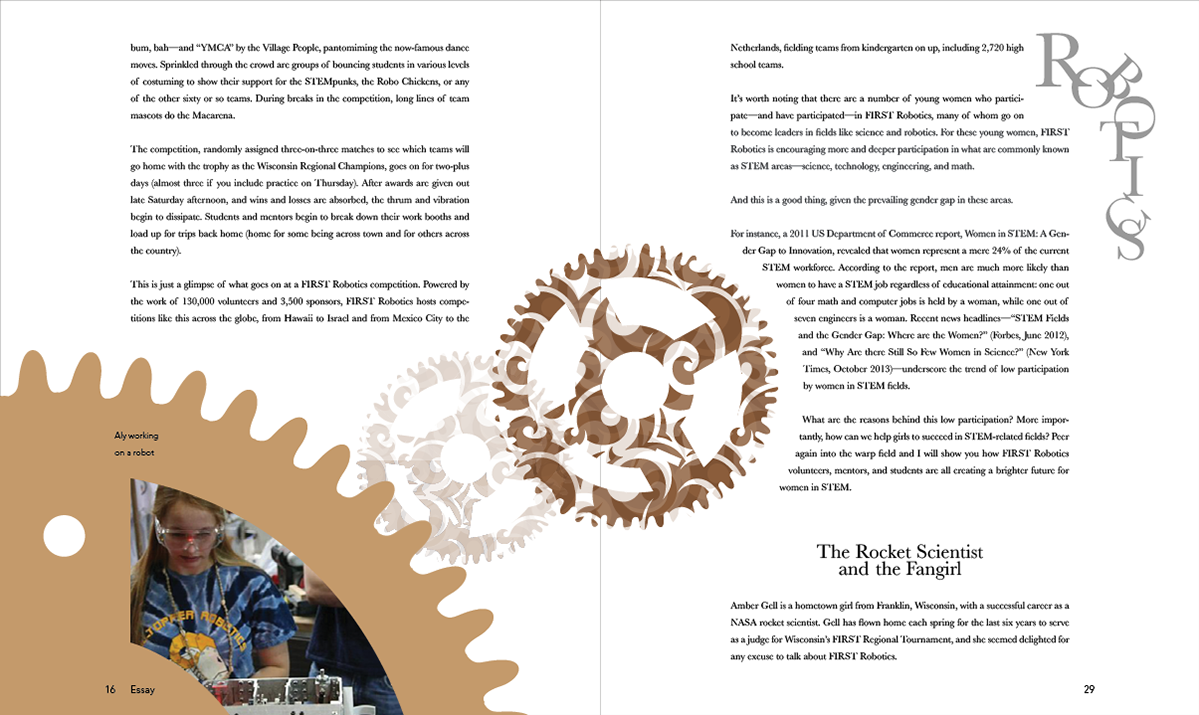 bum, bah—and “YMCA” by the Village People, pantomiming the now-famous dance
moves. Sprinkled through the crowd are groups of bouncing students in various levels
of costuming to show their support for the STEMpunks, the Robo Chickens, or any
of the other sixty or so teams. During breaks in the competition, long lines of team
mascots do the Macarena.
The competition, randomly assigned three-on-three matches to see which teams will
go home with the trophy as the Wisconsin Regional Champions, goes on for two-plus
days (almost three if you include practice on Thursday). After awards are given out
late Saturday afternoon, and wins and losses are absorbed, the thrum and vibration
begin to dissipate. Students and mentors begin to break down their work booths and
load up for trips back home (home for some being across town and for others across
the country).
This is just a glimpse of what goes on at a FIRST Robotics competition. Powered by
the work of 130,000 volunteers and 3,500 sponsors, FIRST Robotics hosts compe-
titions like this across the globe, from Hawaii to Israel and from Mexico City to the
Aly working
on a robot
TOPPER ROBOTICS
16 Essay
ROBOTICS
Netherlands, fielding teams from kindergarten on up, including 2,720 high
school teams.
It’s worth noting that there are a number of young women who partici-
pate—and have participated—in FIRST Robotics, many of whom go on
to become leaders in fields like science and robotics. For these young women, FIRST
Robotics is encouraging more and deeper participation in what are commonly known
as STEM areas—science, technology, engineering, and math.
And this is a good thing, given the prevailing gender gap in these areas.
For instance, a 2011 US Department of Commerce report, Women in STEM: A Gen-
der Gap to Innovation, revealed that women represent a mere 24% of the current
STEM workforce. According to the report, men are much more likely than
women to have a STEM job regardless of educational attainment: one out
of four math and computer jobs is held by a woman, while one out of
seven engineers is a woman. Recent news headlines—“STEM Fields
and the Gender Gap: Where are the Women?” (Forbes, June 2012),
and “Why Are there Still So Few Women in Science?” (New York
Times, October 2013)—underscore the trend of low participation
by women in STEM fields.
What are the reasons behind this low participation? More impor-
tantly, how can we help girls to succeed in STEM-related fields? Peer
again into the warp field and I will show you how FIRST Robotics
volunteers, mentors, and students are all creating a brighter future for
women in STEM.
The Rocket Scientist
and the Fangirl
Amber Gell is a hometown girl from Franklin, Wisconsin, with a successful career as a
NASA rocket scientist. Gell has flown home each spring for the last six years to serve
as a judge for Wisconsin’s FIRST Regional Tournament, and she seemed delighted for
any excuse to talk about FIRST Robotics.
29